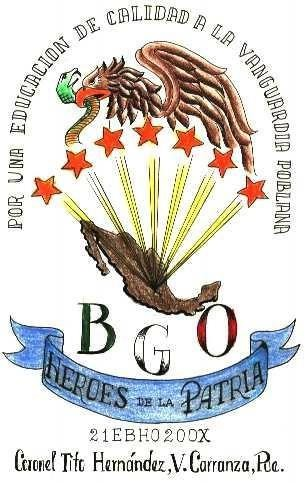 POR UNA EDUCACION DE CALIDAD A LA VANGUARDIA POBLANA
BGO
HEROES DE LA PATRIA
21EBH0200X
Coronel Tito Hernández, V. Carranza, Pue.